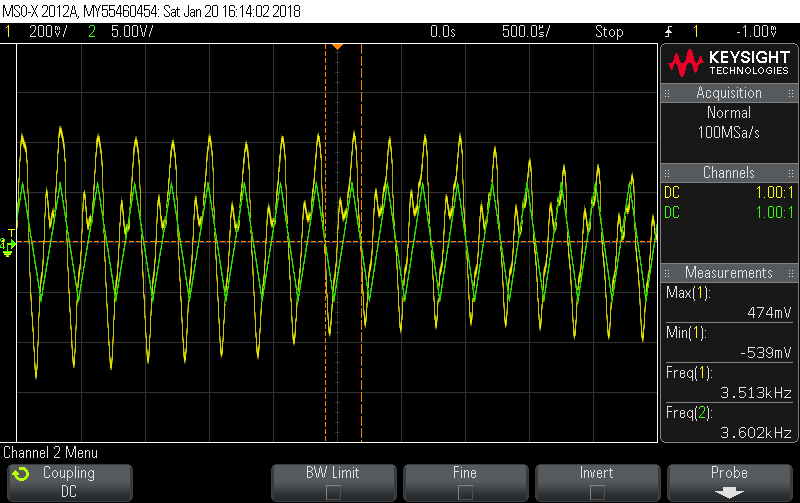 MSO-X 2012A, MY55460454: Sat Jan 20 16:14:02 2018
1 200mV/ 2 5.00V/ 0.0s 500.0us/ Stop 1 -1.00mV
KEYSIGHT
TECHNOLOGIES
Acquisition
Normal
100MSa/s
Channels
DC 1.00:1
DC 1.00:1
Measurements
Max(1):
474mV
Min(1):
-539mV
Freq(1):
3.513kHz
Freq(2):
3.602kHz
T
Channel 2 Menu
Coupling
DC
BW Limit
Fine
Invert
Probe